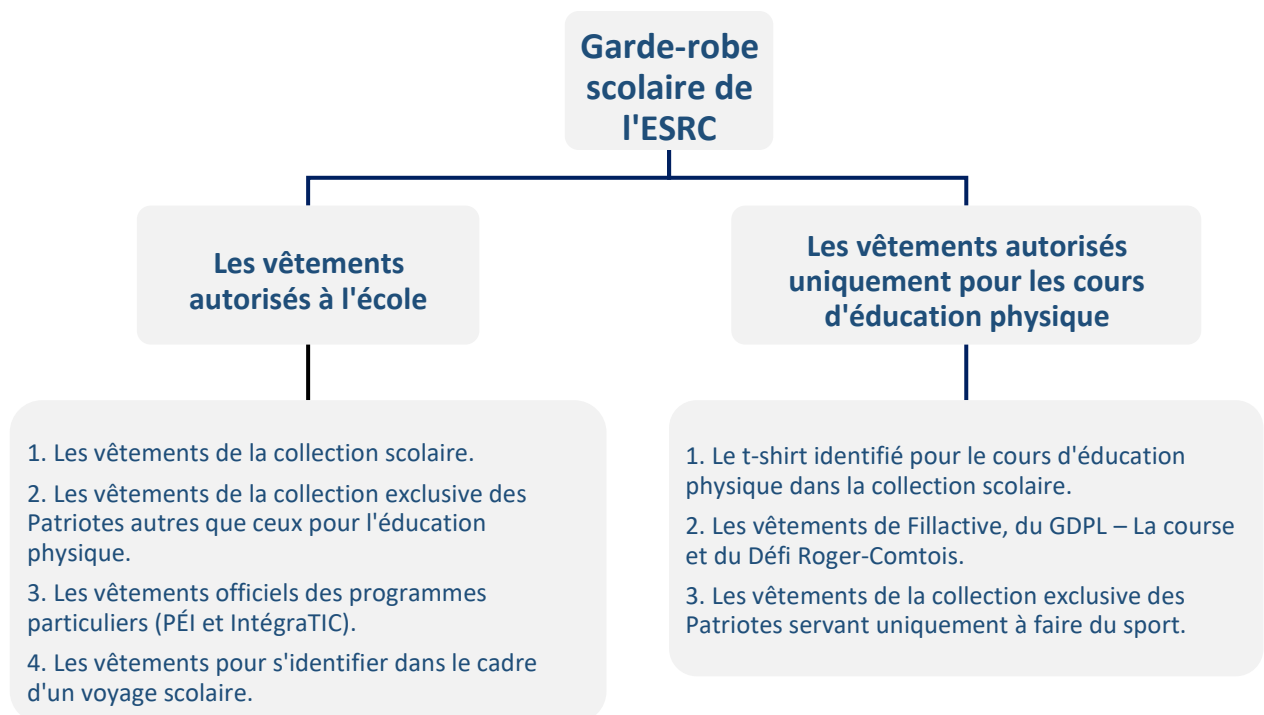 Garde-robe
scolaire de
l'ESRC
Les vêtements
autorisés à l'école
Les vêtements autorisés
uniquement pour les cours
d'éducation physique
1. Les vêtements de la collection scolaire.
2. Les vêtements de la collection exclusive des
Patriotes autres que ceux pour l'éducation
physique.
3. Les vêtements officiels des programmes
particuliers (PÉI et IntégraTIC).
4. Les vêtements pour s'identifier dans le cadre
d'un voyage scolaire.
1. Le t-shirt identifié pour le cours d'éducation
physique dans la collection scolaire.
2. Les vêtements de Fillactive, du GDPL – La course
et du Défi Roger-Comtois.
3. Les vêtements de la collection exclusive des
Patriotes servant uniquement à faire du sport.